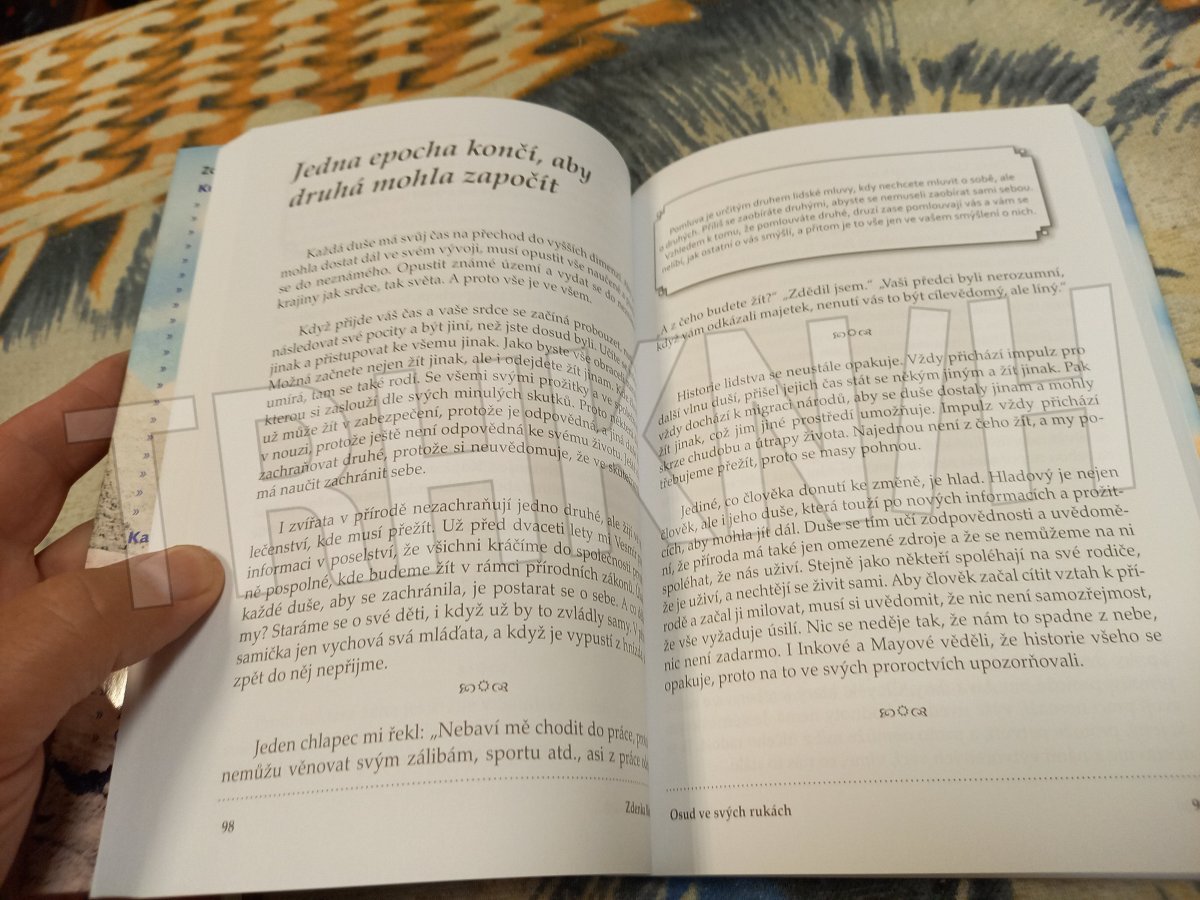 Jedna epocha končí, aby
druhá mohla započít
Každá duše má svůj čas na přechod do vyšších dimenzí.
mohla dostat dál ve svém vývoji, musí opustit vše naučené a
se do neznámého. Opustit známé území a vydat se do
krajiny jak srdce, tak světa. A proto vše je ve všem.
Když přijde váš čas a vaše srdce se začíná probouzet,
následovat své pocity a být jiní, než jste dosud byli. Učíte se
jinak a přistupovat ke všemu jinak. Jako byste vše
Možná začnete nejen žít jinak, ale i odejdete žít jinam.
umírá, tam se také rodí. Se všemi svými prožitky a ve
kterou si zaslouží dle svých minulých skutků. Proto
už může žít v zabezpečení, protože je odpovědná, a jiná
v nouzi, protože ještě není odpovědná ke svému životu.
zachraňovat druhé, protože si neuvědomuje, že ve
má naučit zachránit sebe.
I zvířata v přírodě nezachraňují jedno druhé, ale žijí ve
lečenství, kde musí přežít. Už před dvaceti lety mi
informaci v poselství, že všichni kráčíme do společnosti
ně pospolné, kde budeme žít v rámci přírodních zákonů.
každé duše, aby se zachránila, je postarat se o sebe. A co
my? Staráme se o své děti, i když už by to zvládly samy.
samička jen vychová svá mláďata, a když je vypustí z hnízda,
zpět do něj nepřijme.
Jeden chlapec mi řekl: „Nebaví mě chodit do práce,
nemůžu věnovat svým zálibám, sportu atd., asi z práce
98
Zdenka
Ka
Pomluva je určitým druhem lidské mluvy, kdy nechcete mluvit o sobě, ale
o druhých. Příliš se zaobíráte druhými, abyste se nemuseli zaobírat sami sebou.
Vzhledem k tomu, že pomlouváte druhé, druzí zase pomlouvají vás a vám se
nelíbí, jak ostatní o vás smýšlí, a přitom je to vše jen ve vašem smýšlení o nich.
A z čeho budete žít?“ „Zdědil jsem.“ „Vaši předci byli nerozumní,
když vám odkázali majetek, nenutí vás to být cílevědomý, ale líný.“
Historie lidstva se neustále opakuje. Vždy přichází impulz pro
další vlnu duší, přišel jejich čas stát se někým jiným a žít jinak. Pak
vždy dochází k migraci národů, aby se duše dostaly jinam a mohly
žít jinak, což jim jiné prostředí umožňuje. Impulz vždy přichází
skrze chudobu a útrapy života. Najednou není z čeho žít, a my po-
třebujeme přežít, proto se masy pohnou.
Jediné, co člověka donutí ke změně, je hlad. Hladový je nejen
člověk, ale i jeho duše, která touží po nových informacích a prožit-
cích, aby mohla jít dál. Duše se tím učí zodpovědnosti a uvědomě-
ní, že příroda má také jen omezené zdroje a že se nemůžeme na ni
spoléhat, že nás uživí. Stejně jako někteří spoléhají na své rodiče,
že je uživí, a nechtějí se živit sami. Aby člověk začal cítit vztah k pří-
rodě a začal ji milovat, musí si uvědomit, že nic není samozřejmost,
že vše vyžaduje úsilí. Nic se neděje tak, že nám to spadne z nebe,
nic není zadarmo. I Inkové a Mayové věděli, že historie všeho se
opakuje, proto na to ve svých proroctvích upozorňovali.
Osud ve svých rukách
TRHKNIH